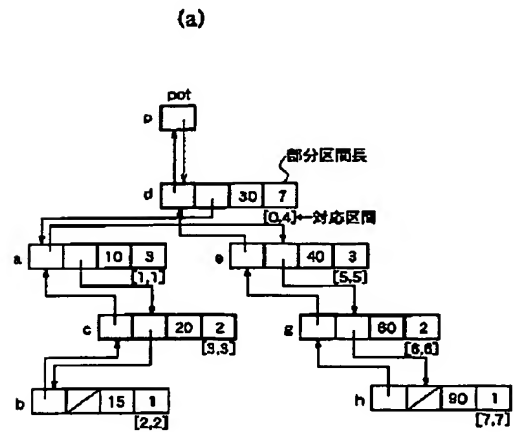 (a)
pot
p
部分区間長
d 30 7
[0,4]←対応区間
a 10 3
[1,1]
e 40 3
[5,5]
c 20 2
[3,3]
g 60 2
[6,6]
b 15 1
[2,2]
h 90 1
[7,7]